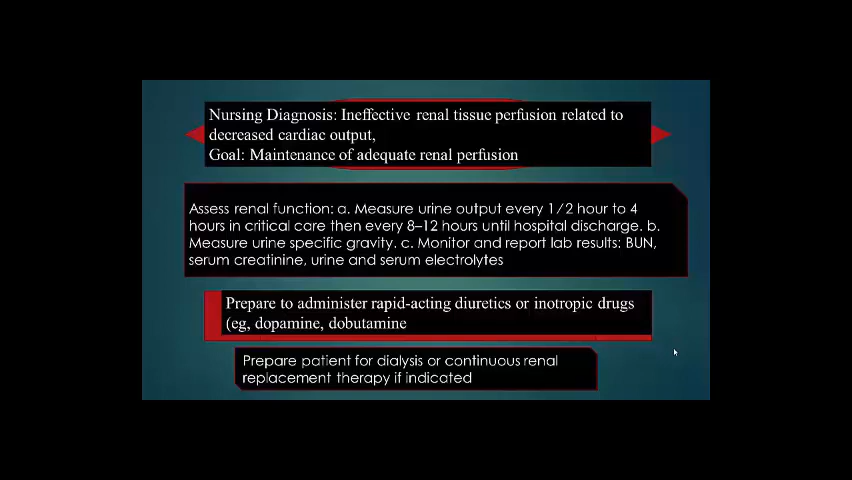 Nursing Diagnosis: Ineffective renal tissue perfusion related to
decreased cardiac output,
Goal: Maintenance of adequate renal perfusion
Assess renal function: a. Measure urine output every 1/2 hour to 4
hours in critical care then every 8–12 hours until hospital discharge. b.
Measure urine specific gravity. c. Monitor and report lab results: BUN,
serum creatinine, urine and serum electrolytes
Prepare to administer rapid-acting diuretics or inotropic drugs
(eg, dopamine, dobutamine
Prepare patient for dialysis or continuous renal
replacement therapy if indicated